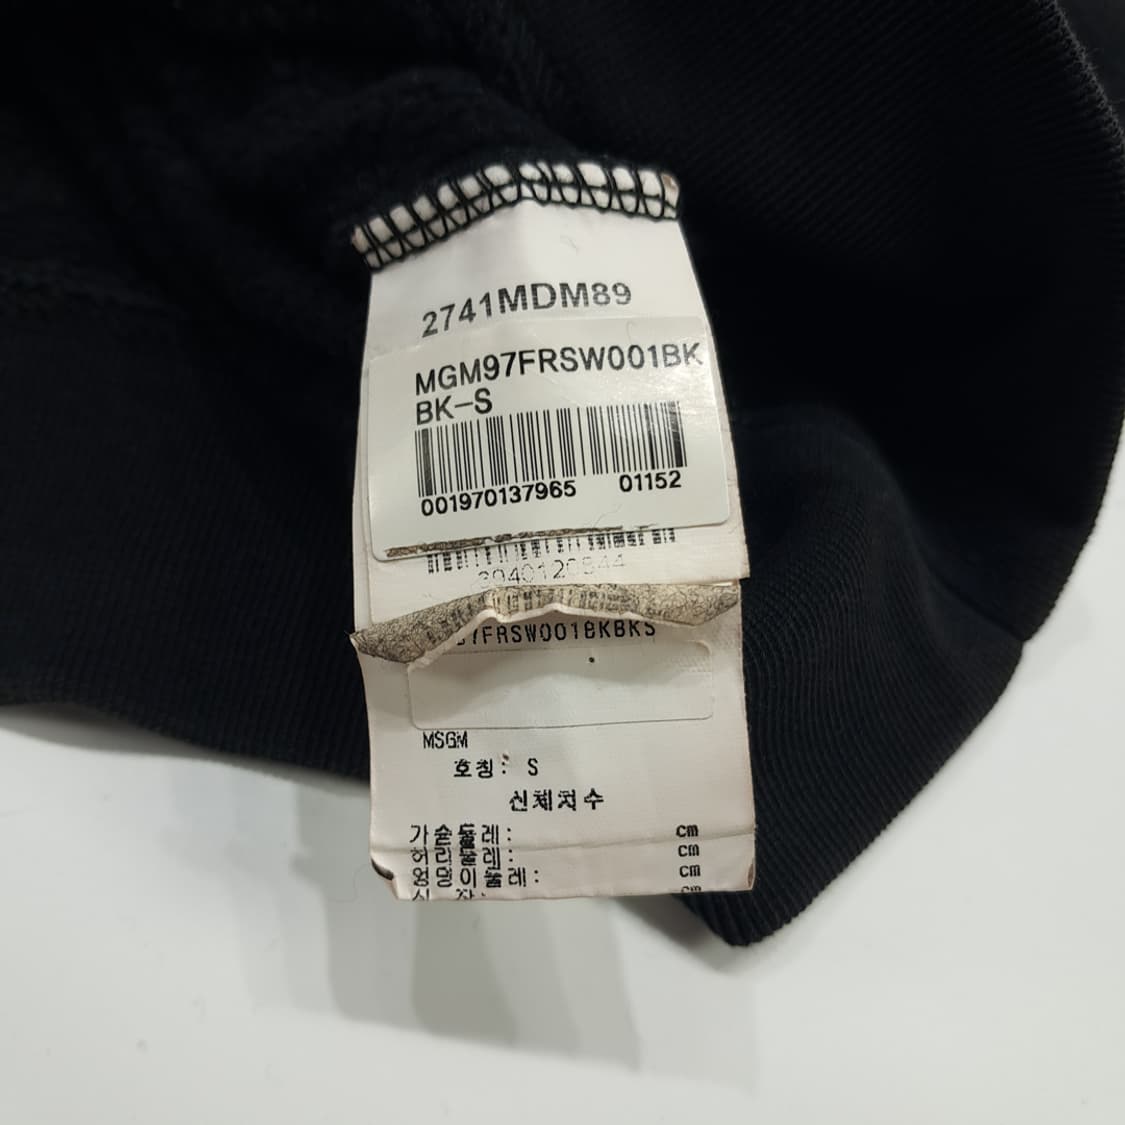 2741MDM89
MGM97FRSW001BK
BK-S
001970137965 01152
7FRSW001BKBKS
MSGM
호칭: S
신체치수
가슴둘레: cm
허리둘레: cm
엉덩이둘레: cm
cm